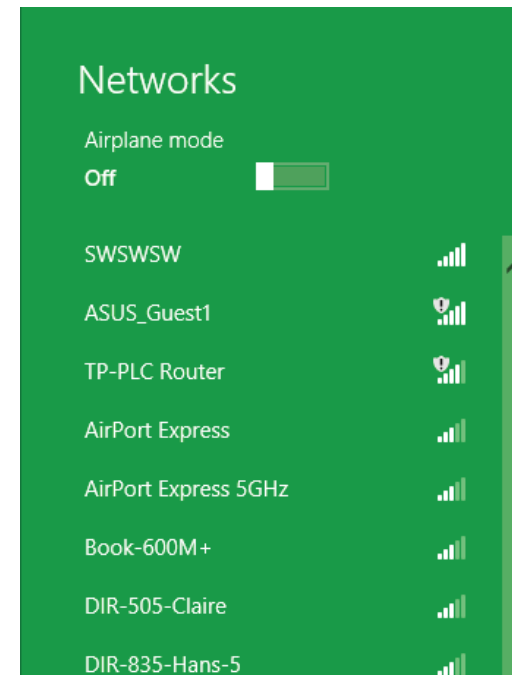 Networks
Airplane mode
Off
SWSWSW
ASUS_Guest1
TP-PLC Router
AirPort Express
AirPort Express 5GHz
Book-600M+
DIR-505-Claire
DIR-835-Hans-5